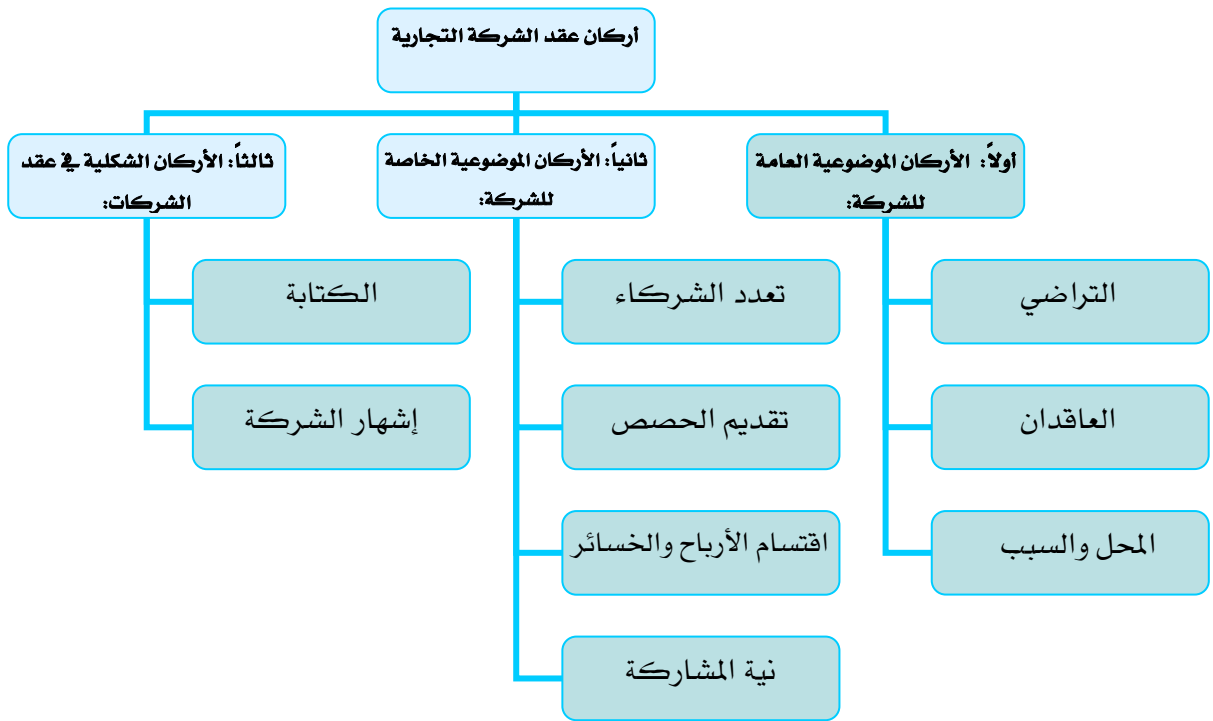 أركان عقد الشركة التجارية
أولاً: الأركان الموضوعية العامة
للشركة:
التراضي
العاقدان
المحل والسبب
ثانياً: الأركان الموضوعية الخاصة
للشركة:
تعدد الشركاء
تقديم الحصص
اقتسام الأرباح والخسائر
نية المشاركة
ثالثاً: الأركان الشكلية في عقد
الشركات:
الكتابة
إشهار الشركة